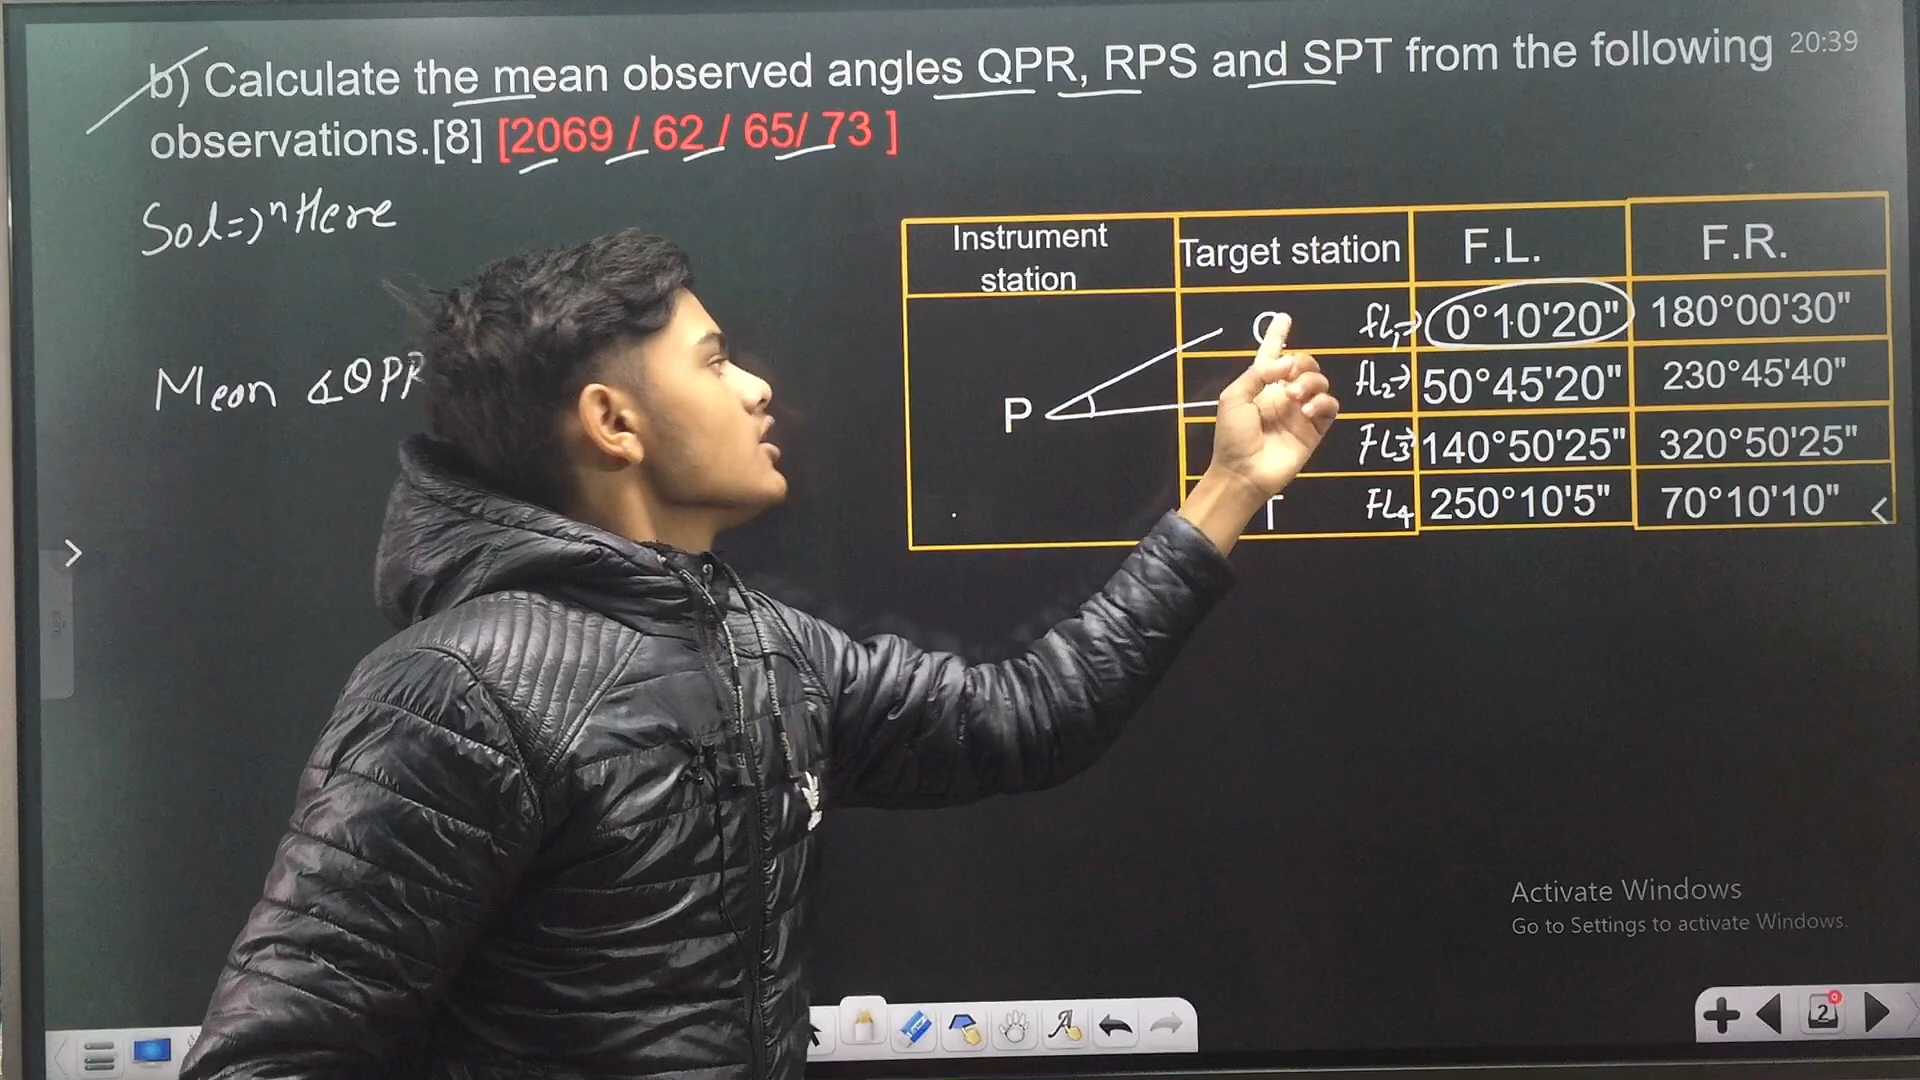 b) Calculate the mean observed angles QPR, RPS and SPT from the following
20:39
observations.[8] [2069 / 62 / 65/ 73 ]
Sol=>n Here
Mean ∡QPR
Instrument station
Target station
F.L.
F.R.
P
Q
fL1→
0°10'20"
180°00'30"
fL2→
50°45'20"
230°45'40"
FL3→
140°50'25"
320°50'25"
T
FL4
250°10'5"
70°10'10"
Activate Windows
Go to Settings to activate Windows.
2
0